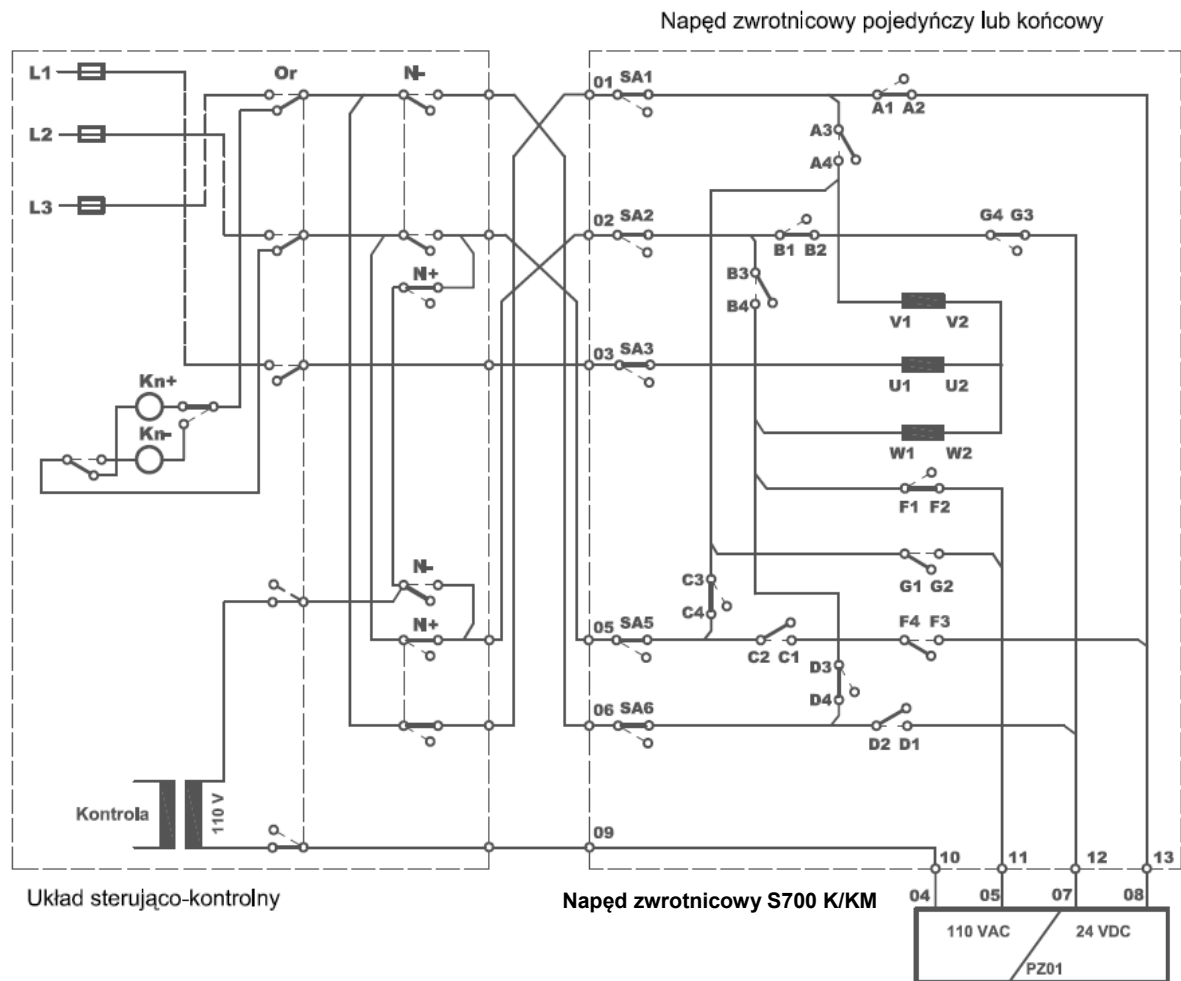 Napęd zwrotnicowy pojedyńczy lub końcowy
L1
Or
N-
01 SA1
A1 A2
L2
A3
A4
L3
02 SA2
B1 B2
G4 G3
N+
B3
B4
V1 V2
03 SA3
U1 U2
Kn+
Kn-
W1 W2
F1 F2
N-
G1 G2
C3
C4
N+
05 SA5
C2 C1
F4 F3
D3
D4
06 SA6
D2 D1
Kontrola
110 V
09
10 11 12 13
Układ sterująco-kontrolny
Napęd zwrotnicowy S700 K/KM
04 05 07 08
110 VAC
24 VDC
PZ01